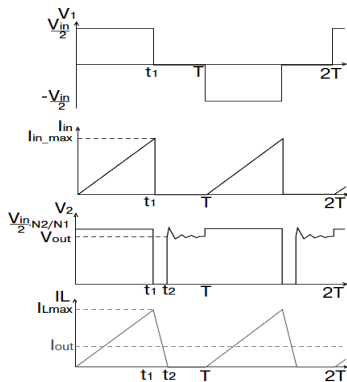 V1
Vin
2
t1 T 2T
-Vin
2
Iin
Iin_max
t1 T 2T
V2
Vin
2 ·N2/N1
Vout
t1 t2 T 2T
IL
ILmax
Iout
t1 t2 T 2T